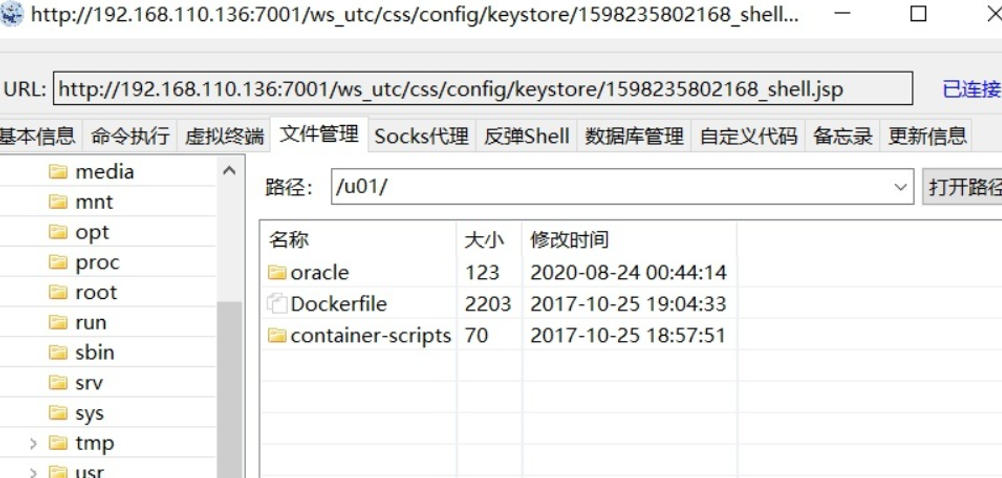 http://192.168.110.136:7001/ws_utc/css/config/keystore/1598235802168_shell...
URL: http://192.168.110.136:7001/ws_utc/css/config/keystore/1598235802168_shell.jsp 已连接
基本信息 命令执行 虚拟终端 文件管理 Socks代理 反弹Shell 数据库管理 自定义代码 备忘录 更新信息
media
mnt
opt
proc
root
run
sbin
srv
sys
tmp
usr
路径: /u01/ 打开路径
名称 大小 修改时间
oracle 123 2020-08-24 00:44:14
Dockerfile 2203 2017-10-25 19:04:33
container-scripts 70 2017-10-25 18:57:51